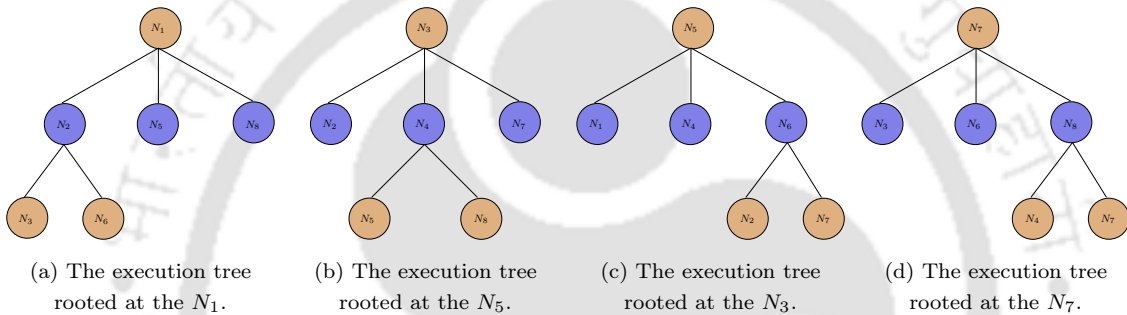 N1 N3 N5 N7
N2 N5 N8 N2 N4 N7 N1 N4 N6 N3 N6 N8
N3 N6 N5 N8 N2 N7 N4 N7
(a) The execution tree
rooted at the N1.
(b) The execution tree
rooted at the N5.
(c) The execution tree
rooted at the N3.
(d) The execution tree
rooted at the N7.